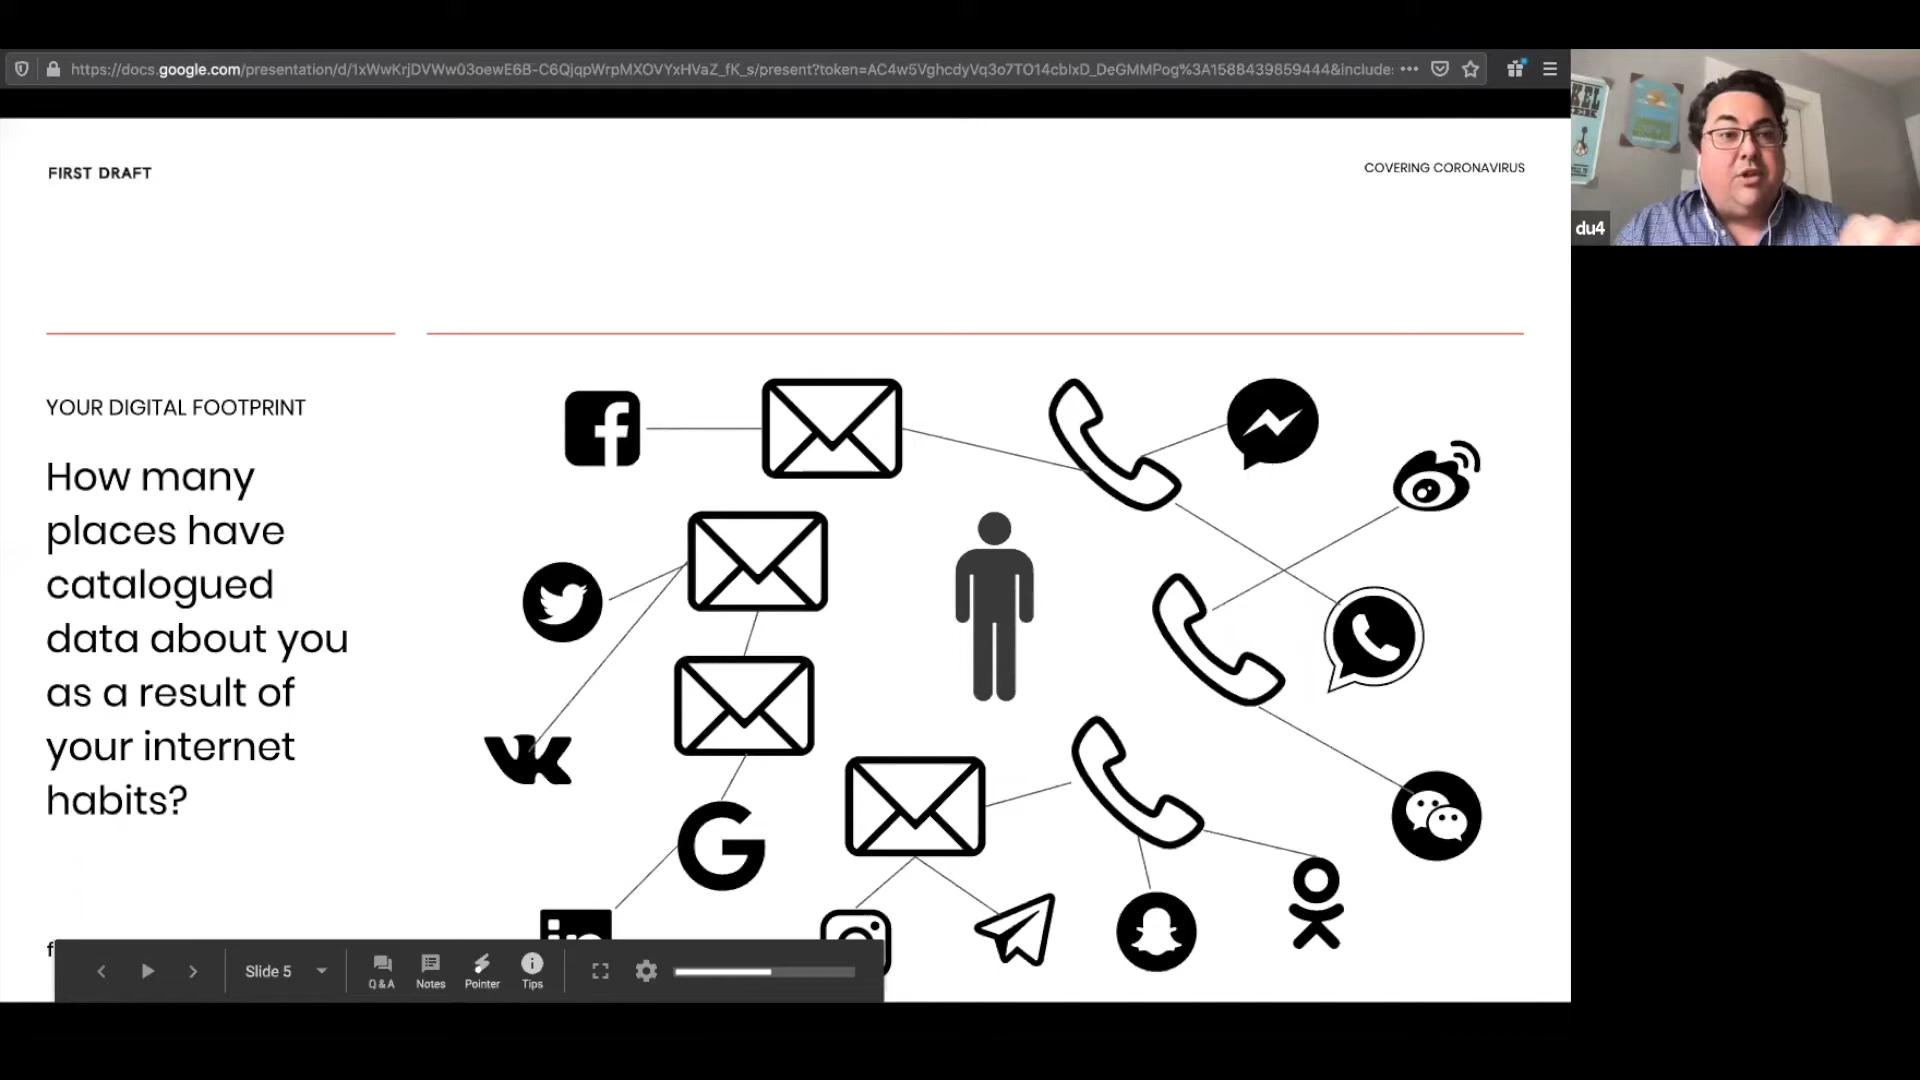 https://docs.google.com/presentation/d/1xWwKrjDVWw03oewE6B-C6QjqpWrpMXOVYxHVaZ_fK_s/present?token=AC4w5VghcdyVq3o7TO14cblxD_DeGMMPog%3A1588439859444&include:
FIRST DRAFT
COVERING CORONAVIRUS
du4
YOUR DIGITAL FOOTPRINT
How many
places have
catalogued
data about you
as a result of
your internet
habits?
Slide 5
Q & A
Notes
Pointer
Tips